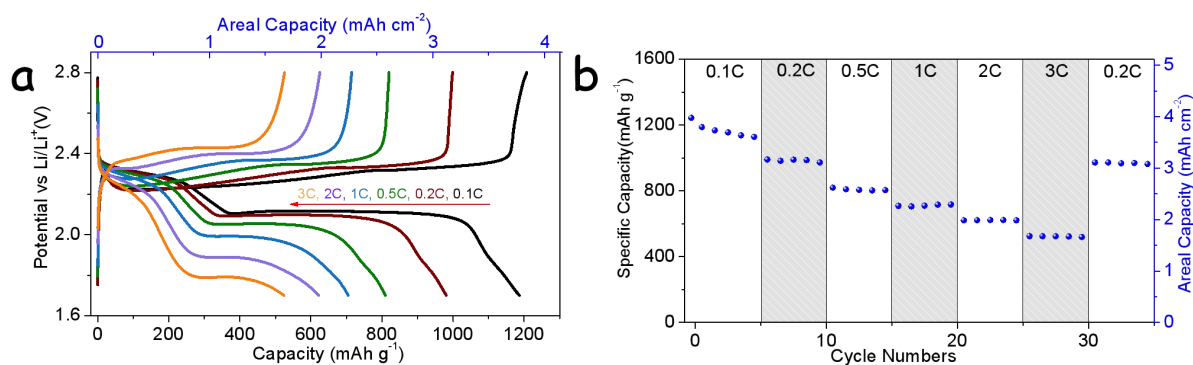 a
Areal Capacity (mAh cm⁻²)
0 1 2 3 4
Potential vs Li/Li⁺(V)
2.8
2.4
2.0
1.6
3C, 2C, 1C, 0.5C, 0.2C, 0.1C
0 200 400 600 800 1000 1200
Capacity (mAh g⁻¹)
b
Specific Capacity(mAh g⁻¹)
1600
1200
800
400
0
0.1C 0.2C 0.5C 1C 2C 3C 0.2C
5
4
3
2
1
0
Areal Capacity (mAh cm⁻²)
0 10 20 30
Cycle Numbers